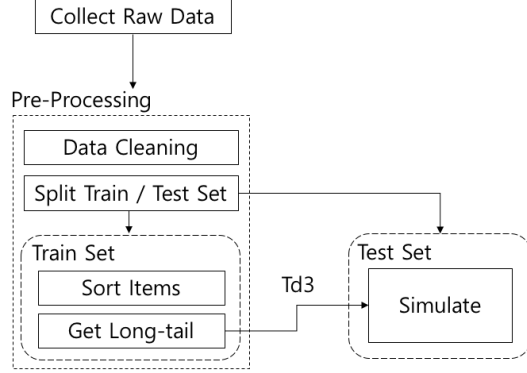 Collect Raw Data
Pre-Processing
Data Cleaning
Split Train / Test Set
Train Set
Sort Items
Get Long-tail
Td3
Test Set
Simulate